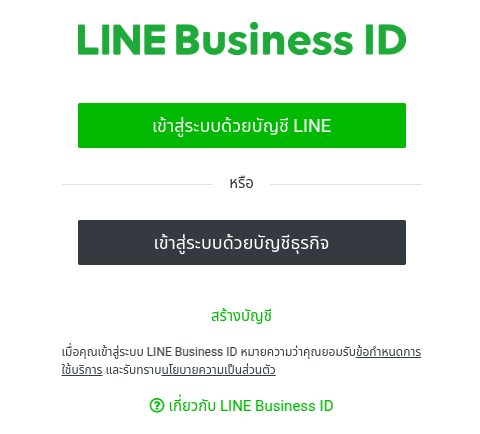 LINE Business ID
เข้าสู่ระบบด้วยบัญชี LINE
หรือ
เข้าสู่ระบบด้วยบัญชีธุรกิจ
สร้างบัญชี
เมื่อคุณเข้าสู่ระบบ LINE Business ID หมายความว่าคุณยอมรับข้อกำหนดการ
ใช้บริการ และรับทราบนโยบายความเป็นส่วนตัว
เกี่ยวกับ LINE Business ID